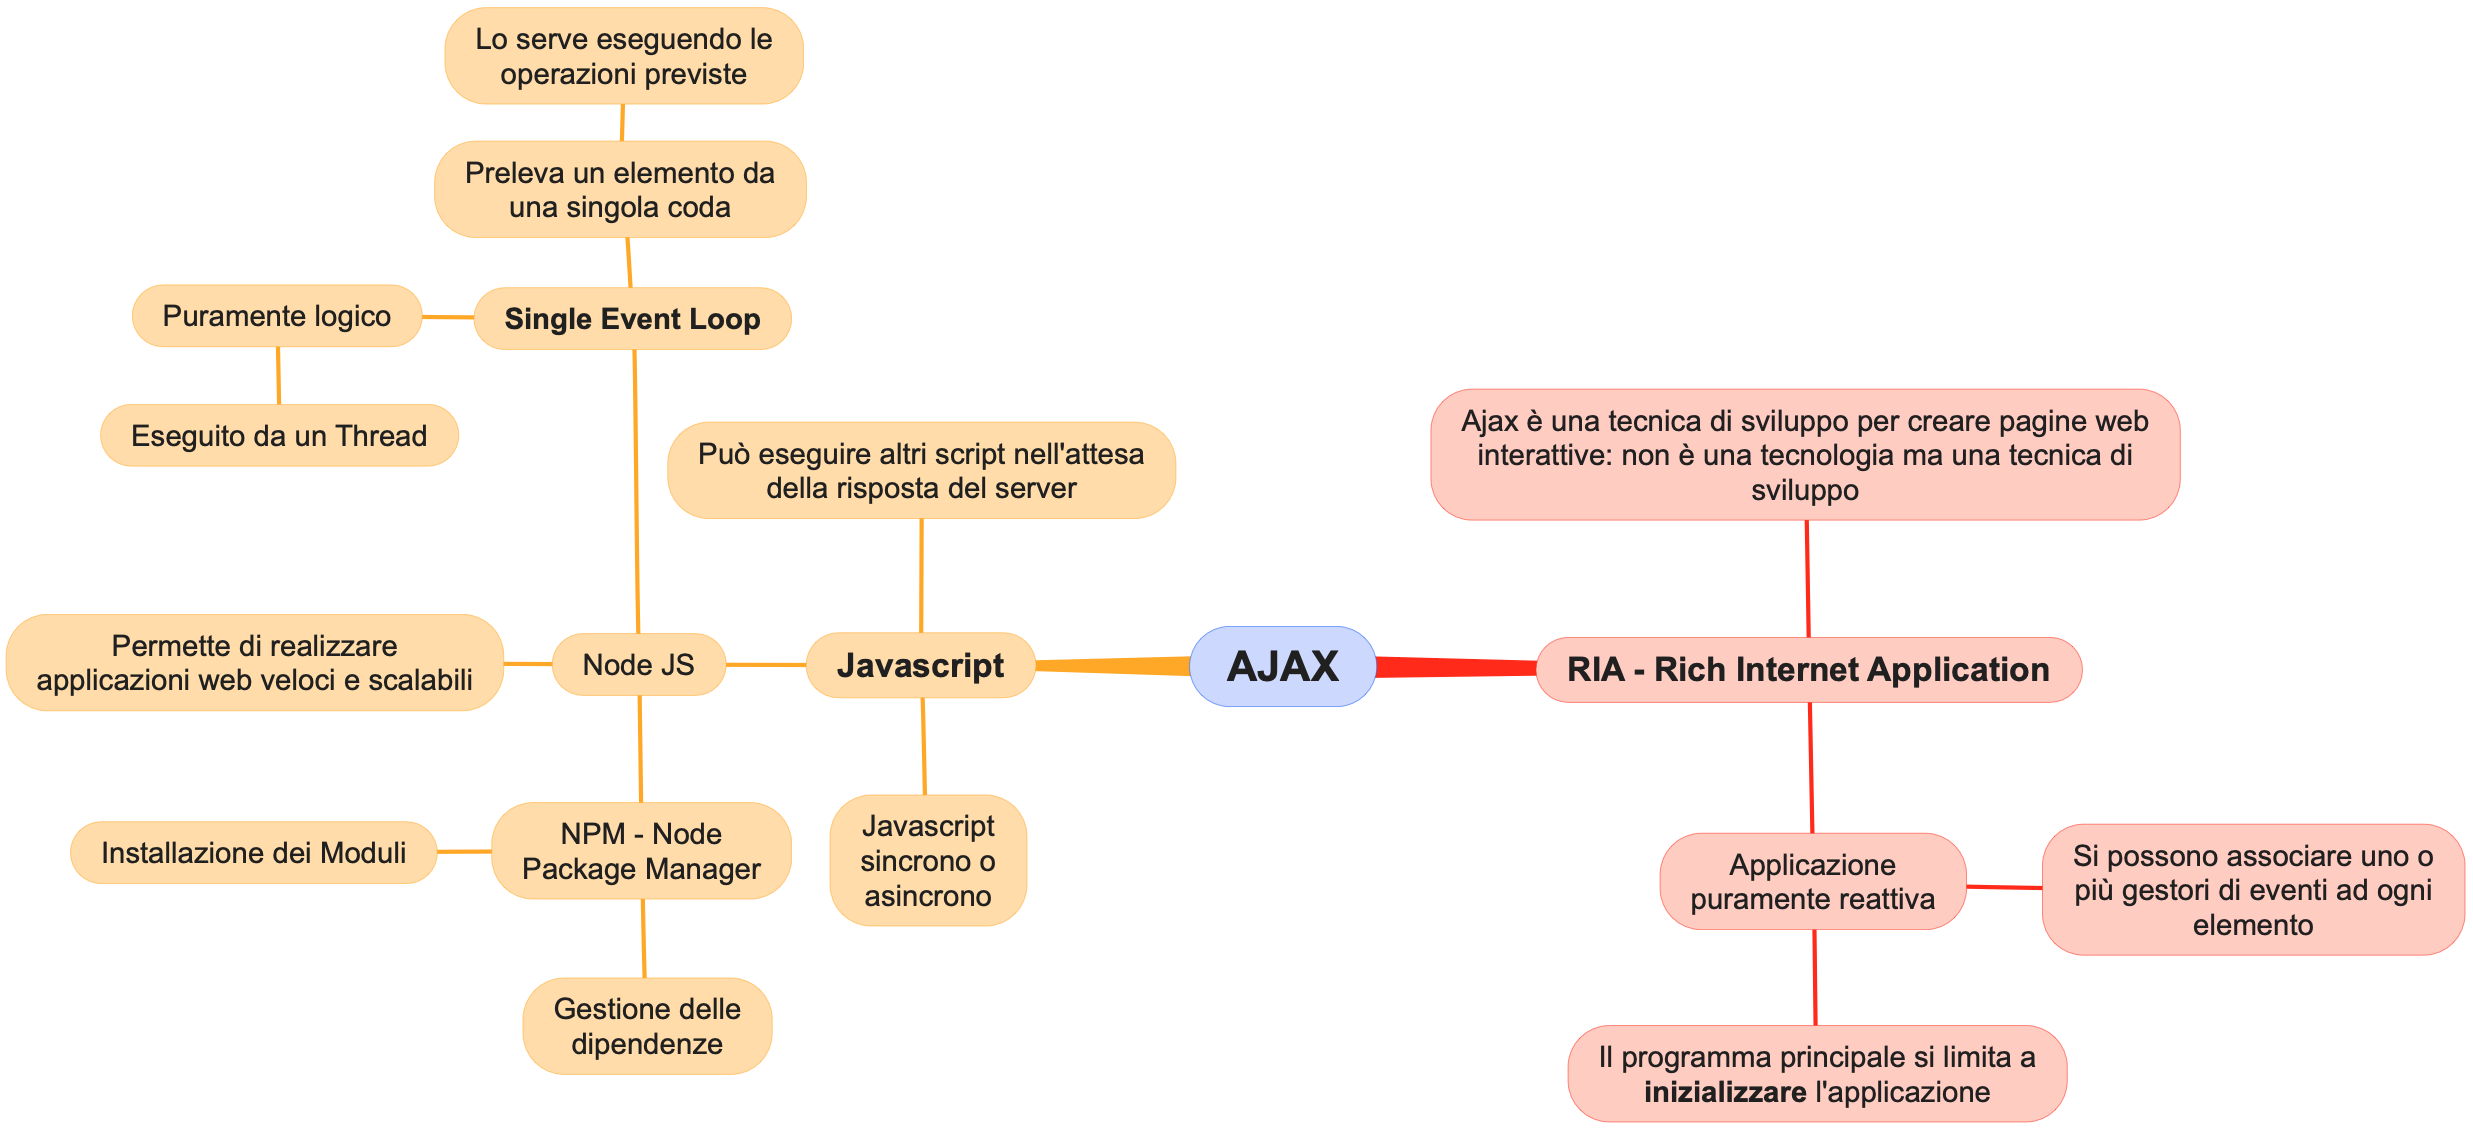 Lo serve eseguendo le
operazioni previste
Preleva un elemento da
una singola coda
Puramente logico
Single Event Loop
Eseguito da un Thread
Può eseguire altri script nell'attesa
della risposta del server
Ajax è una tecnica di sviluppo per creare pagine web
interattive: non è una tecnologia ma una tecnica di
sviluppo
Permette di realizzare
applicazioni web veloci e scalabili
Node JS
Javascript
AJAX
RIA - Rich Internet Application
Installazione dei Moduli
NPM - Node
Package Manager
Javascript
sincrono o
asincrono
Applicazione
puramente reattiva
Si possono associare uno o
più gestori di eventi ad ogni
elemento
Gestione delle
dipendenze
Il programma principale si limita a
inizializzare l'applicazione